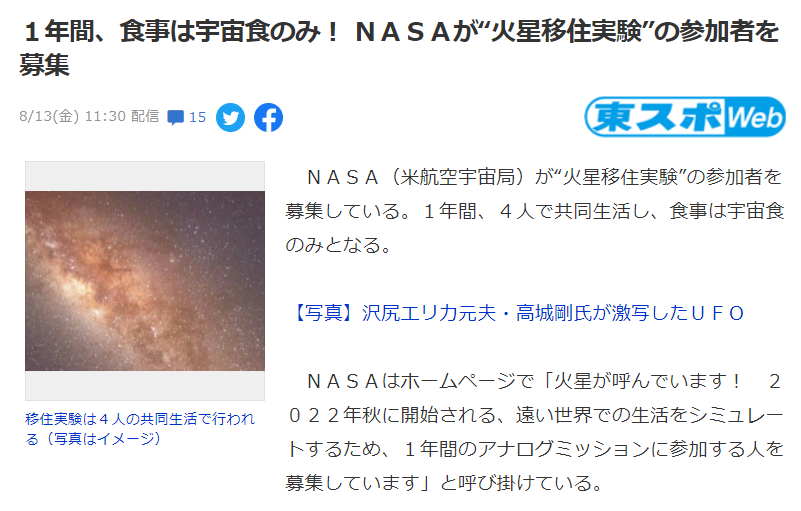 １年間、食事は宇宙食のみ！ ＮＡＳＡが“火星移住実験”の参加者を
募集
8/13(金) 11:30 配信 15
東スポWeb
　ＮＡＳＡ（米航空宇宙局）が“火星移住実験”の参加者を
募集している。１年間、４人で共同生活し、食事は宇宙食
のみとなる。
【写真】沢尻エリカ元夫・高城剛氏が激写したＵＦＯ
　ＮＡＳＡはホームページで「火星が呼んでいます！　２
０２２年秋に開始される、遠い世界での生活をシミュレー
トするため、１年間のアナログミッションに参加する人を
募集しています」と呼び掛けている。
移住実験は４人の共同生活で行われ
る（写真はイメージ）